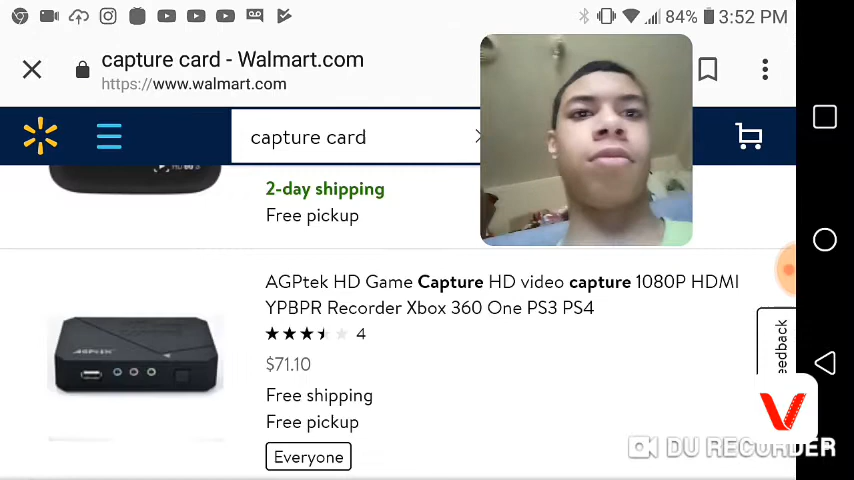 84% 3:52 PM
capture card - Walmart.com
https://www.walmart.com
capture card
2-day shipping
Free pickup
AGPtek HD Game Capture HD video capture 1080P HDMI
YPBPR Recorder Xbox 360 One PS3 PS4
4
$71.10
Free shipping
Free pickup
Everyone
AGPTEK
eedback
DU RECORDER